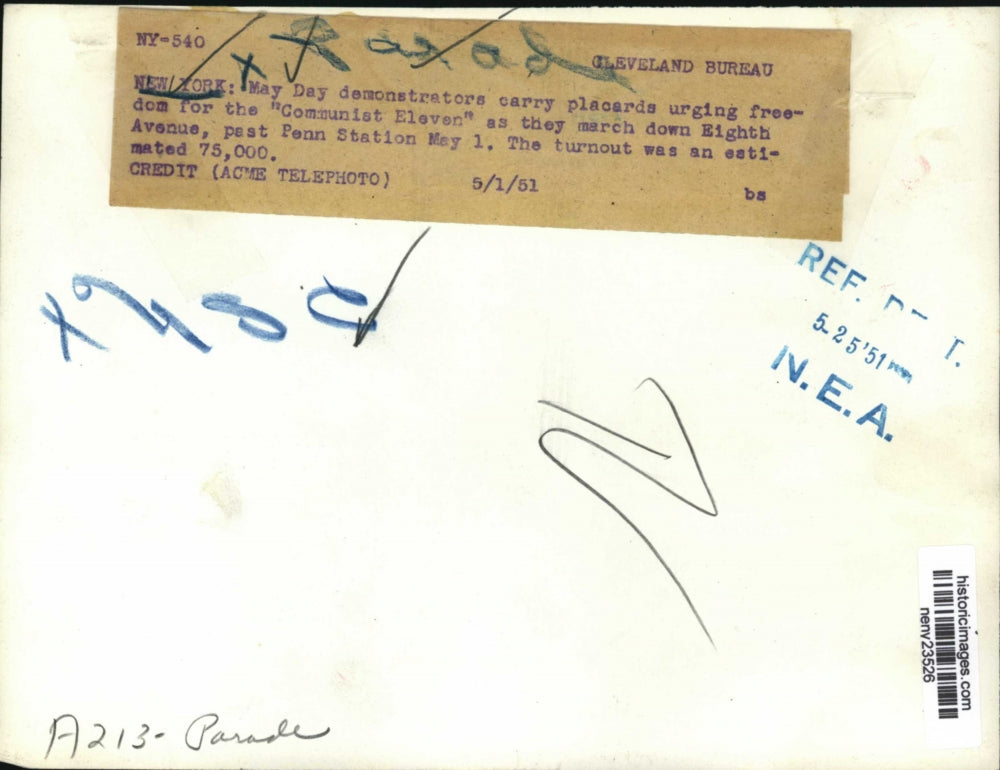 NY-540
CLEVELAND BUREAU
NEW YORK: May Day demonstrators carry placards urging free-
dom for the "Communist Eleven" as they march down Eighth
Avenue, past Penn Station May 1. The turnout was an esti-
mated 75,000.
CREDIT (ACME TELEPHOTO) 5/1/51 bs
REF.
5-25'51
N.E.A.
historicimages.com
nenv23526
A213- Parade